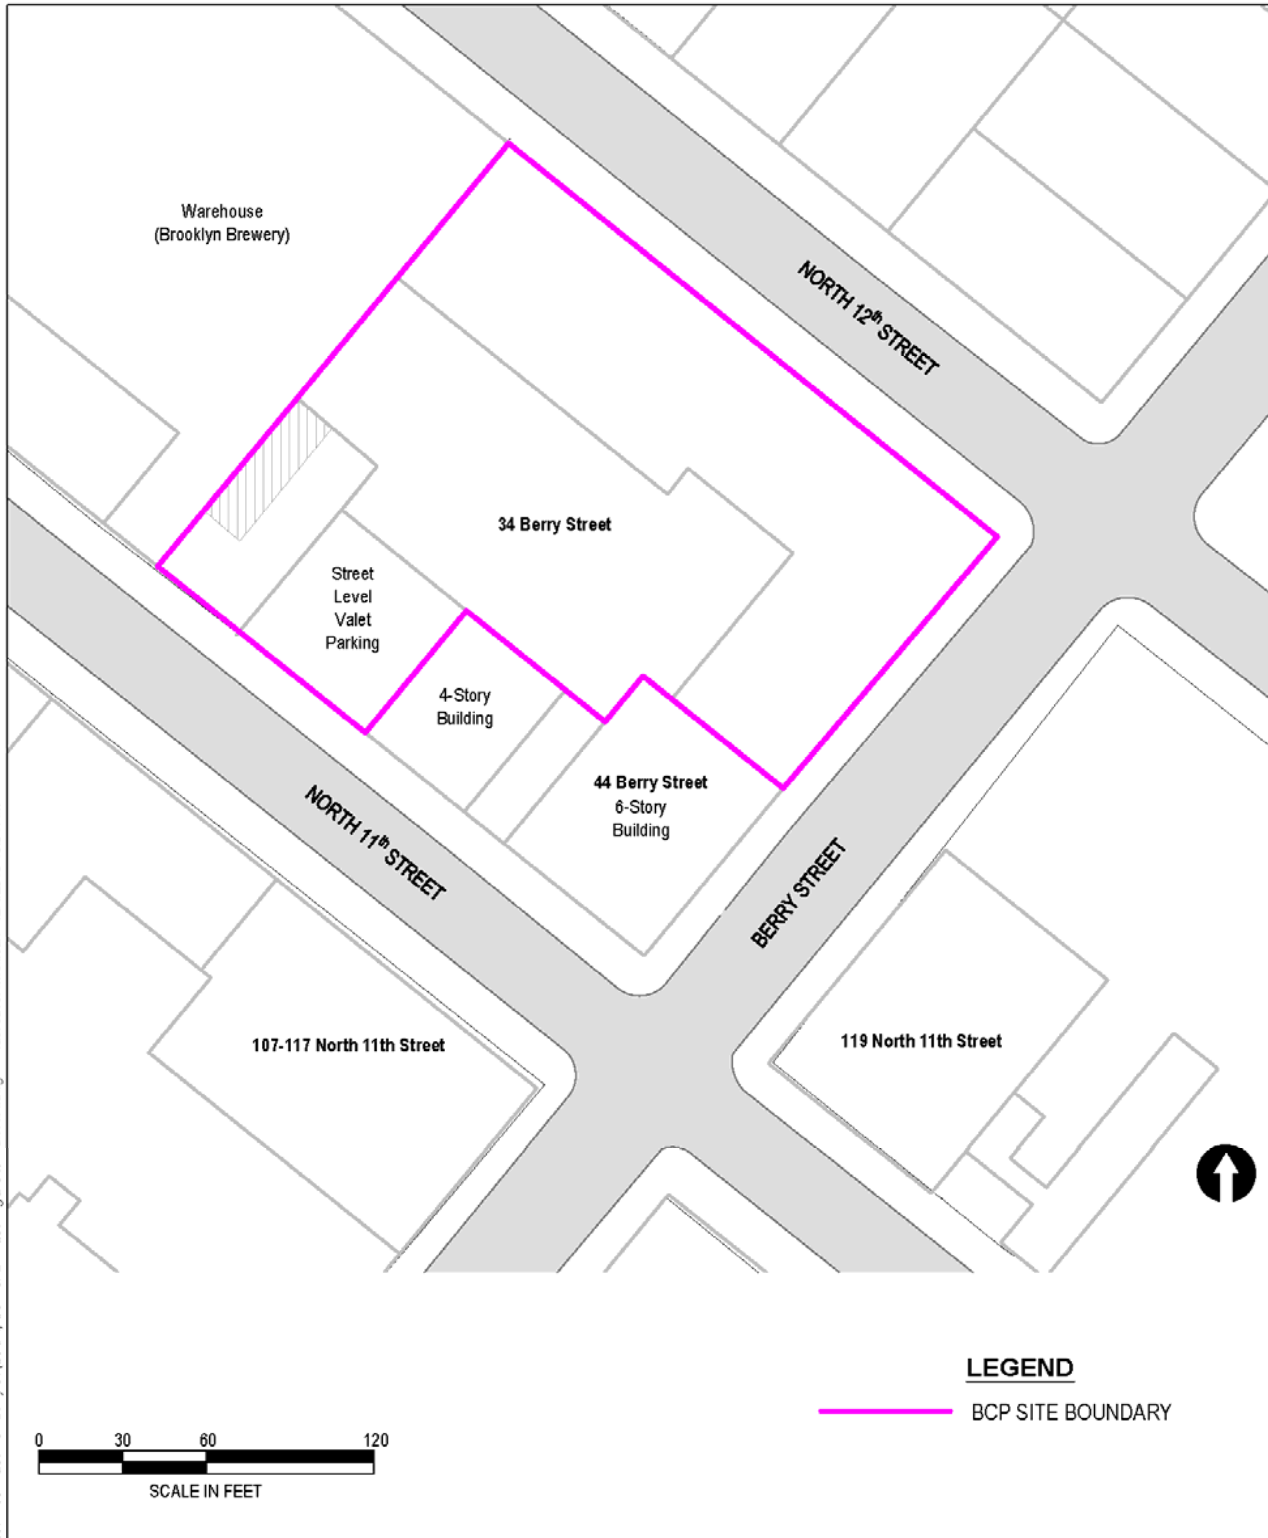 Warehouse
(Brooklyn Brewery)
NORTH 12th STREET
34 Berry Street
Street
Level
Valet
Parking
4-Story
Building
44 Berry Street
6-Story
Building
NORTH 11th STREET
BERRY STREET
107-117 North 11th Street
119 North 11th Street
LEGEND
BCP SITE BOUNDARY
0 30 60 120
SCALE IN FEET